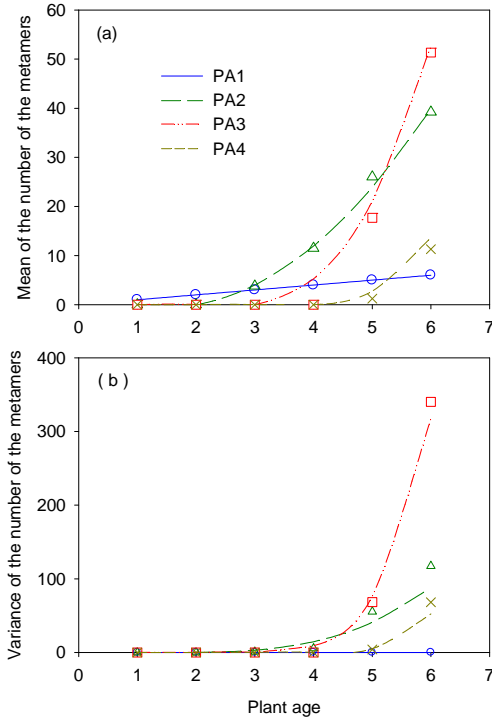 60
(a)
50
PA1
PA2
40
PA3
PA4
30
20
10
0
0 1 2 3 4 5 6 7
Mean of the number of the metamers
400
( b )
300
200
100
0
0 1 2 3 4 5 6 7
Variance of the number of the metamers
Plant age